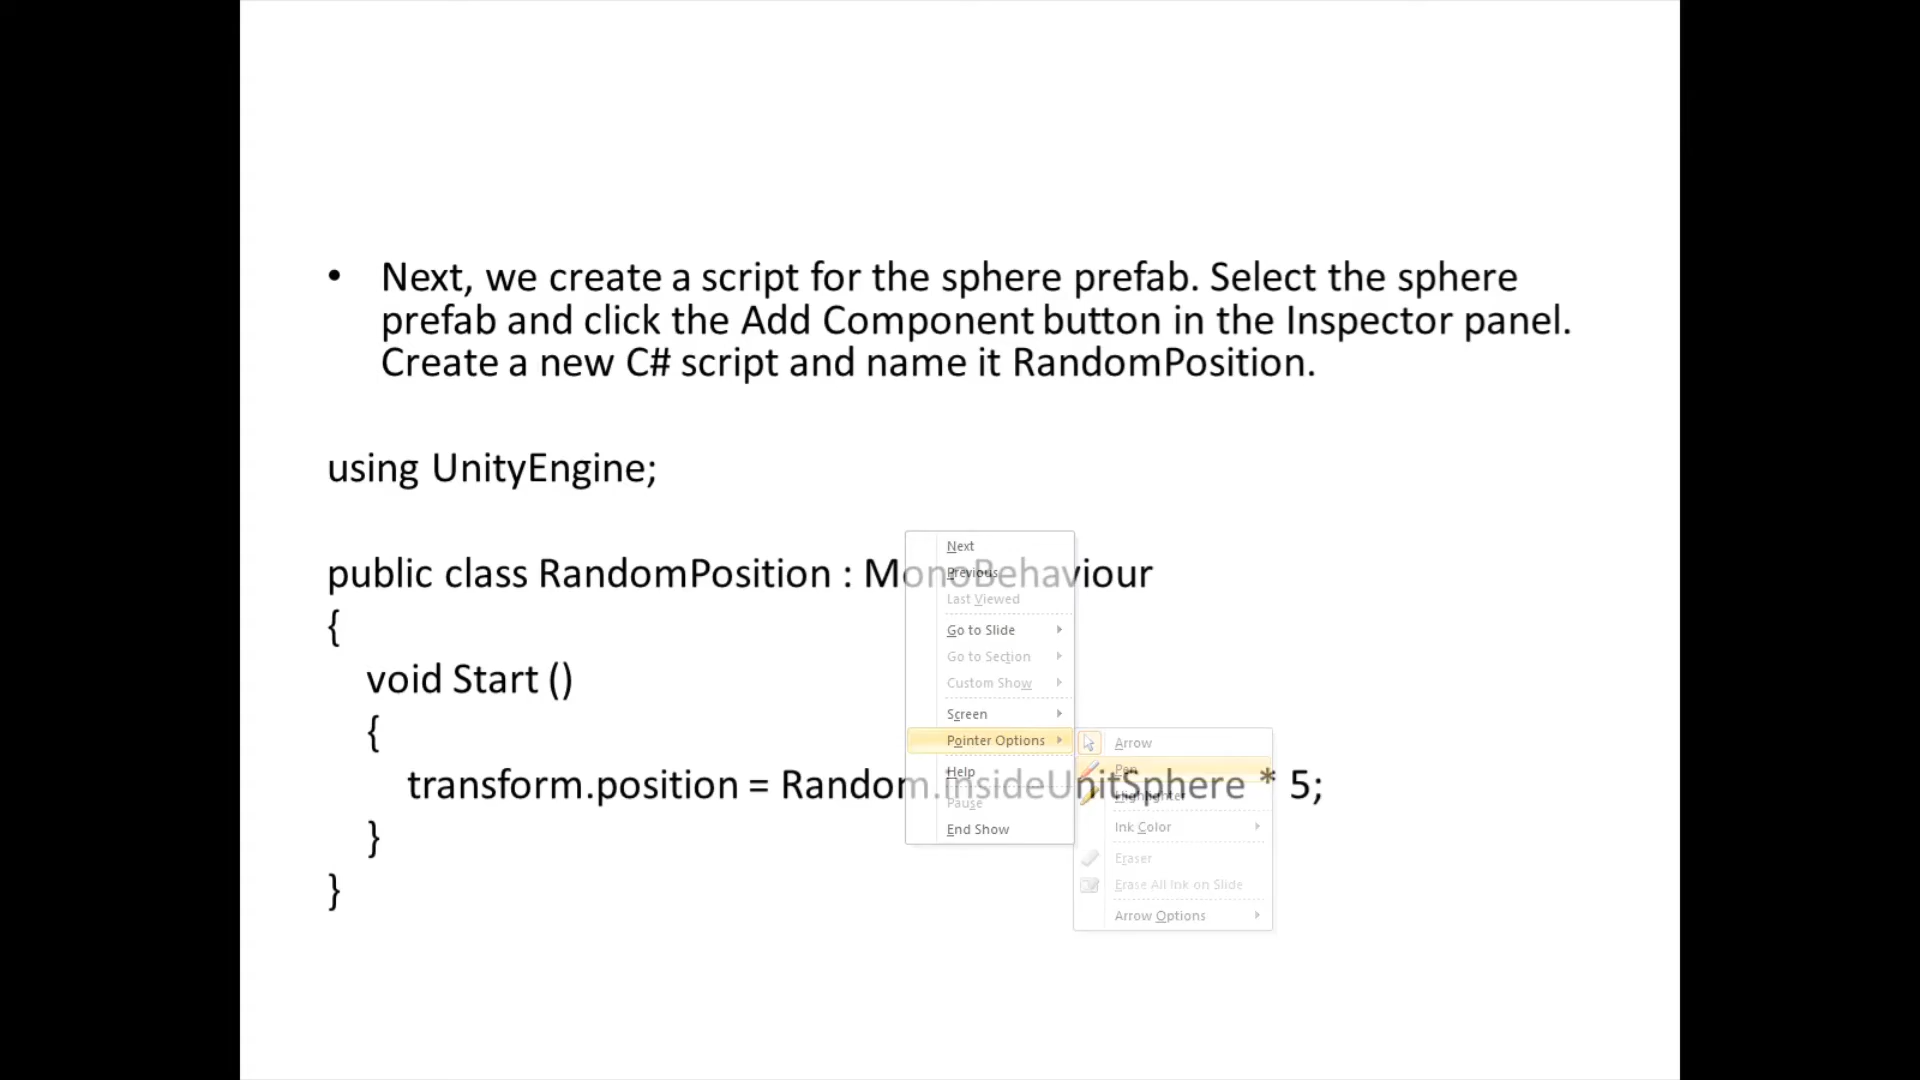 • Next, we create a script for the sphere prefab. Select the sphere
prefab and click the Add Component button in the Inspector panel.
Create a new C# script and name it RandomPosition.
using UnityEngine;
public class RandomPosition : MonoBehaviour
{
void Start ()
{
transform.position = Random.insideUnitSphere * 5;
}
}
Next
Previous
Last Viewed
Go to Slide
Go to Section
Custom Show
Screen
Pointer Options
Help
Pause
End Show
Arrow
Pen
Highlighter
Ink Color
Eraser
Erase All Ink on Slide
Arrow Options